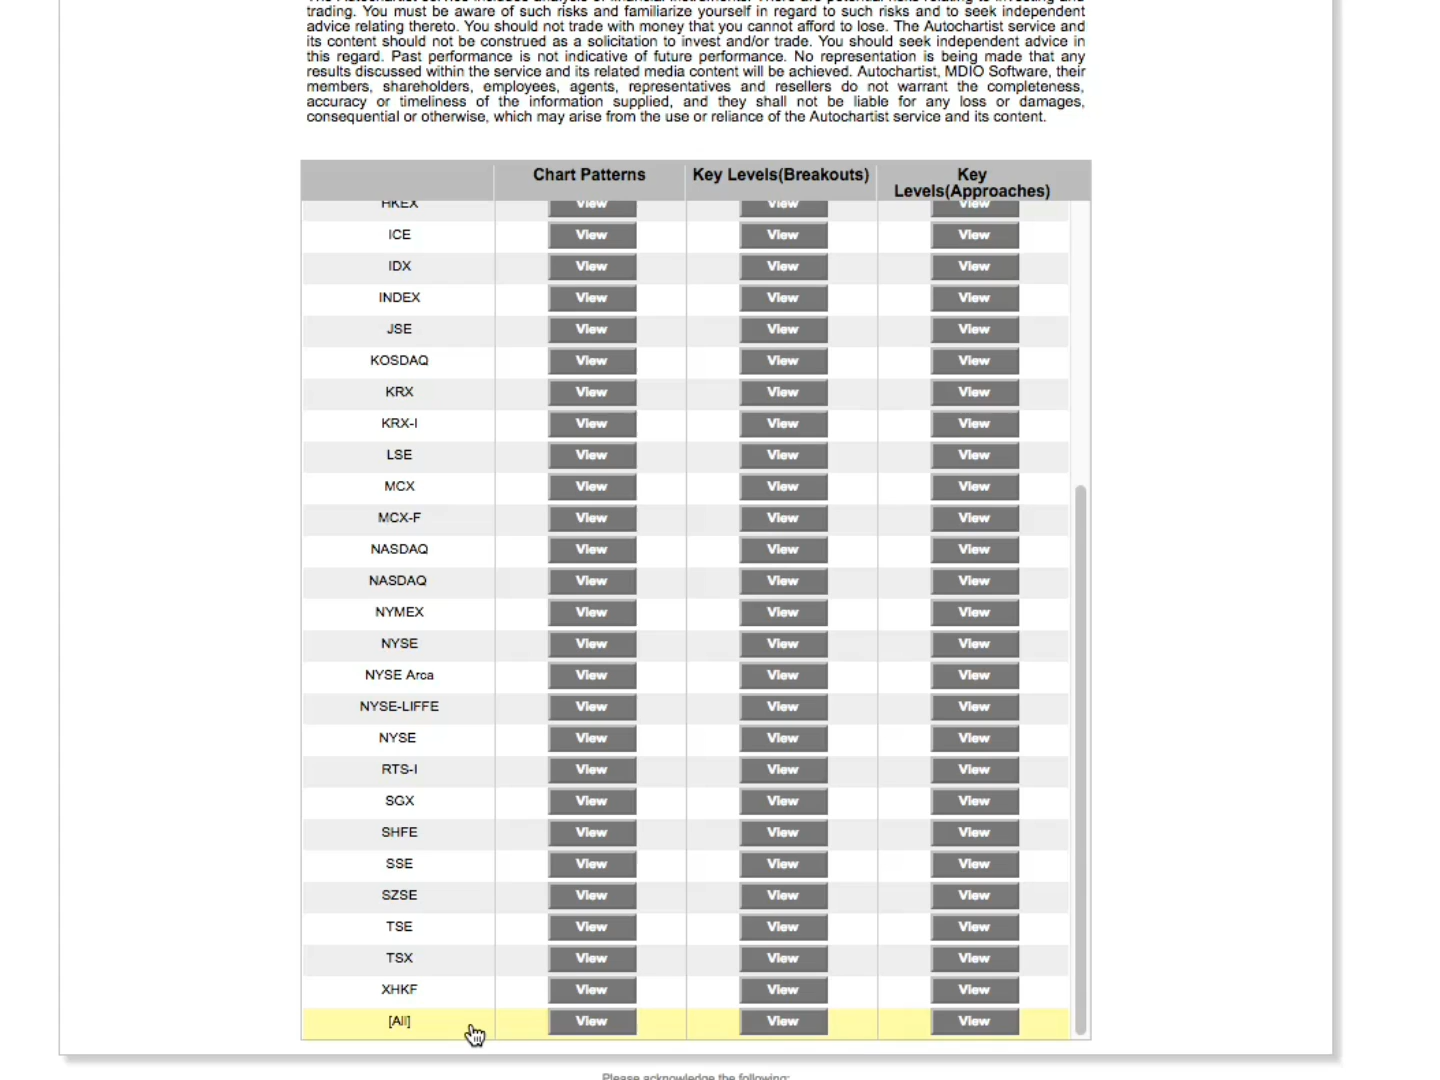 trading. You must be aware of such risks and familiarize yourself in regard to such risks and to seek independent
advice relating thereto. You should not trade with money that you cannot afford to lose. The Autochartist service and
its content should not be construed as a solicitation to invest and/or trade. You should seek independent advice in
this regard. Past performance is not indicative of future performance. No representation is being made that any
results discussed within the service and its related media content will be achieved. Autochartist, MDIO Software, their
members, shareholders, employees, agents, representatives and resellers do not warrant the completeness,
accuracy or timeliness of the information supplied, and they shall not be liable for any loss or damages,
consequential or otherwise, which may arise from the use or reliance of the Autochartist service and its content.
Chart Patterns Key Levels(Breakouts) Key
Levels(Approaches)
HKEX View View View
ICE View View View
IDX View View View
INDEX View View View
JSE View View View
KOSDAQ View View View
KRX View View View
KRX-I View View View
LSE View View View
MCX View View View
MCX-F View View View
NASDAQ View View View
NASDAQ View View View
NYMEX View View View
NYSE View View View
NYSE Arca View View View
NYSE-LIFFE View View View
NYSE View View View
RTS-I View View View
SGX View View View
SHFE View View View
SSE View View View
SZSE View View View
TSE View View View
TSX View View View
XHKF View View View
[All] View View View
Please acknowledge the following: